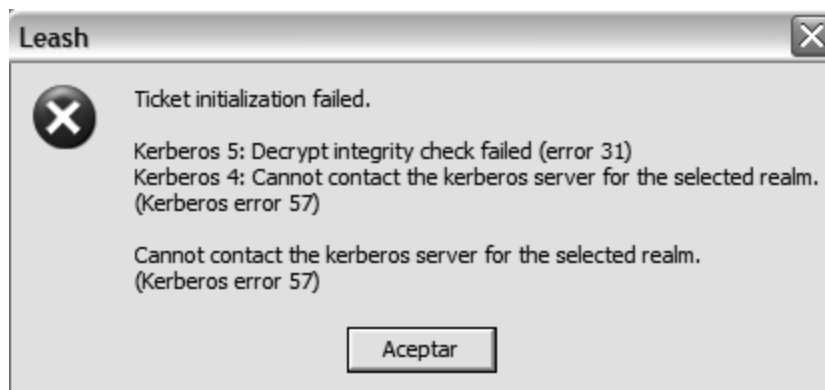 Leash
Ticket initialization failed.
Kerberos 5: Decrypt integrity check failed (error 31)
Kerberos 4: Cannot contact the kerberos server for the selected realm.
(Kerberos error 57)
Cannot contact the kerberos server for the selected realm.
(Kerberos error 57)
Aceptar